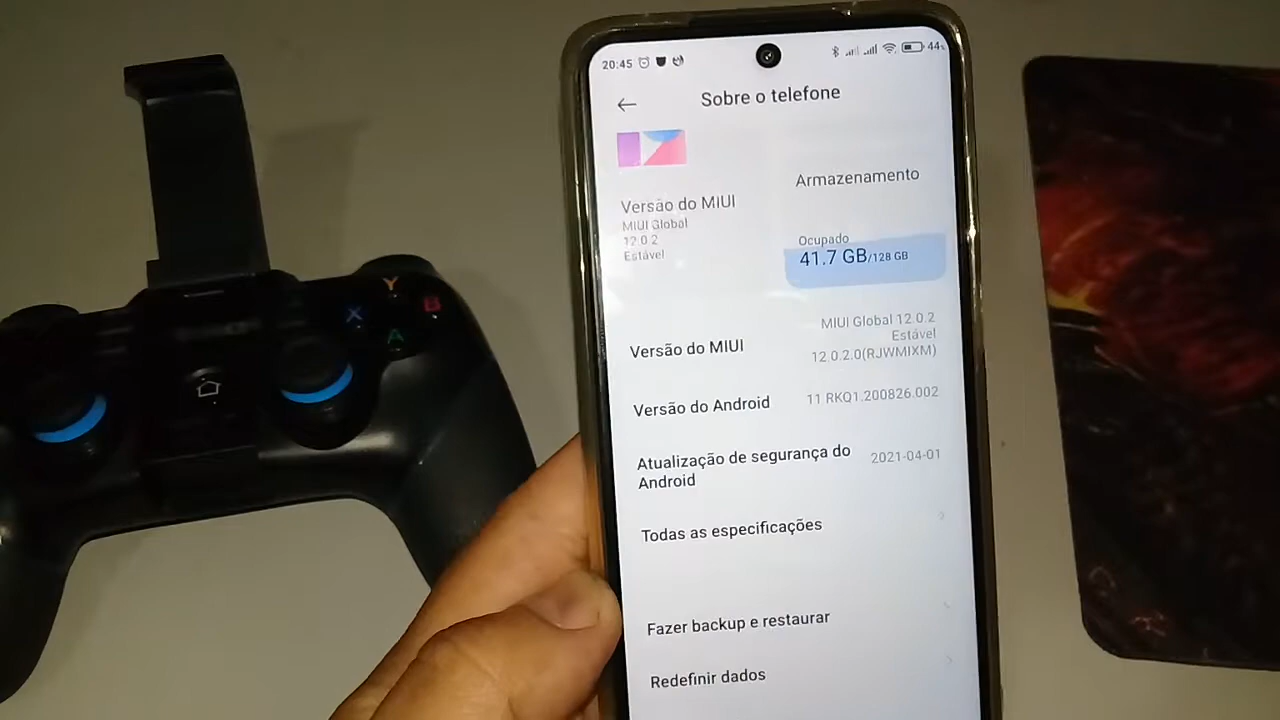 20:45
44%
Sobre o telefone
Armazenamento
Versão do MIUI
MIUI Global
12.0.2
Estável
Ocupado
41.7 GB/128 GB
Versão do MIUI
MIUI Global 12.0.2
Estável
12.0.2.0(RJWMIXM)
Versão do Android
11 RKQ1.200826.002
Atualização de segurança do
Android
2021-04-01
Todas as especificações
Fazer backup e restaurar
Redefinir dados
Y
X
B
A